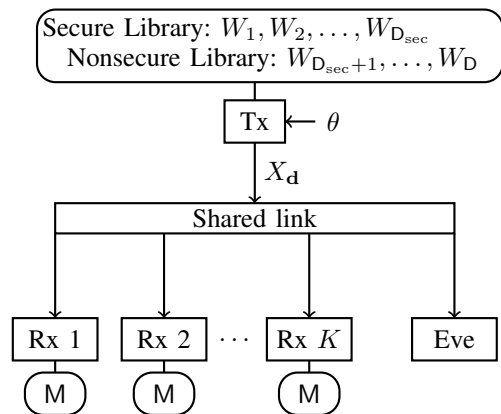 Secure Library: W_1, W_2, ..., W_{D_sec}
Nonsecure Library: W_{D_sec+1}, ..., W_D
Tx θ
X_d
Shared link
Rx 1 Rx 2 ... Rx K Eve
M M M